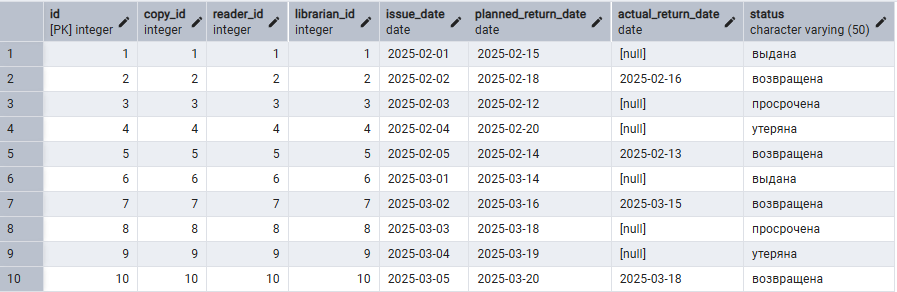 id copy_id reader_id librarian_id issue_date planned_return_date actual_return_date status
[PK] integer integer integer integer date date date character varying (50)
1 1 1 1 1 2025-02-01 2025-02-15 [null] выдана
2 2 2 2 2 2025-02-02 2025-02-18 2025-02-16 возвращена
3 3 3 3 3 2025-02-03 2025-02-12 [null] просрочена
4 4 4 4 4 2025-02-04 2025-02-20 [null] утеряна
5 5 5 5 5 2025-02-05 2025-02-14 2025-02-13 возвращена
6 6 6 6 6 2025-03-01 2025-03-14 [null] выдана
7 7 7 7 7 2025-03-02 2025-03-16 2025-03-15 возвращена
8 8 8 8 8 2025-03-03 2025-03-18 [null] просрочена
9 9 9 9 9 2025-03-04 2025-03-19 [null] утеряна
10 10 10 10 10 2025-03-05 2025-03-20 2025-03-18 возвращена